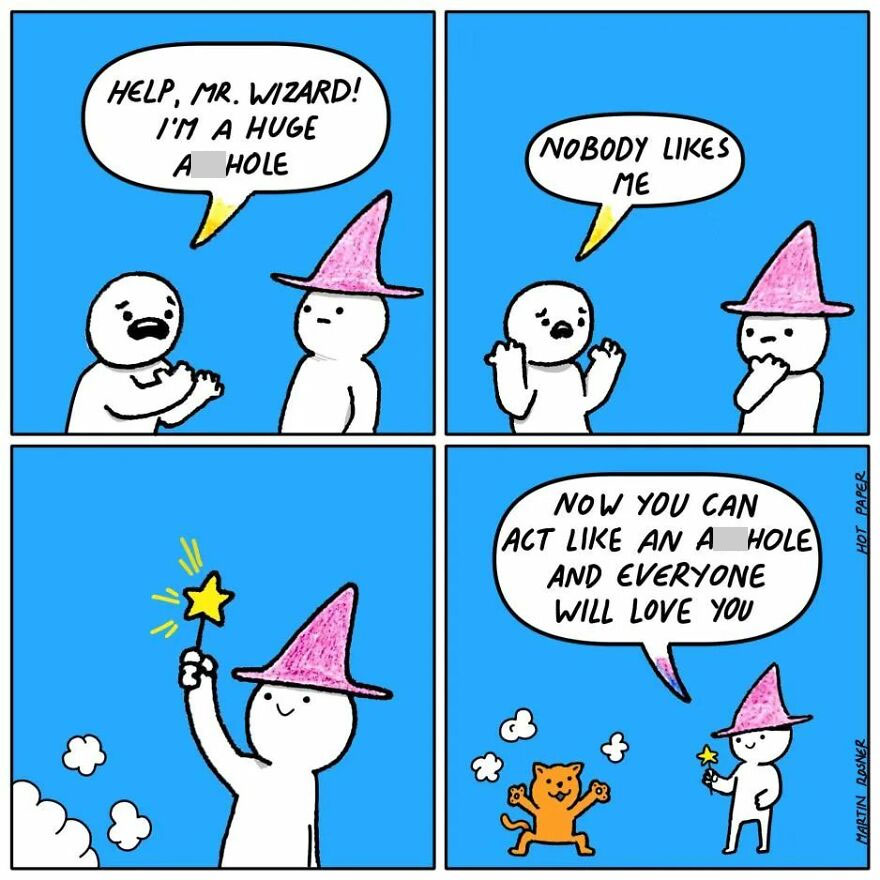 HELP, MR. WIZARD!
I'M A HUGE
A HOLE
NOBODY LIKES
ME
NOW YOU CAN
ACT LIKE AN A HOLE
AND EVERYONE
WILL LOVE YOU
HOT PAPER
MARTIN ROSNER